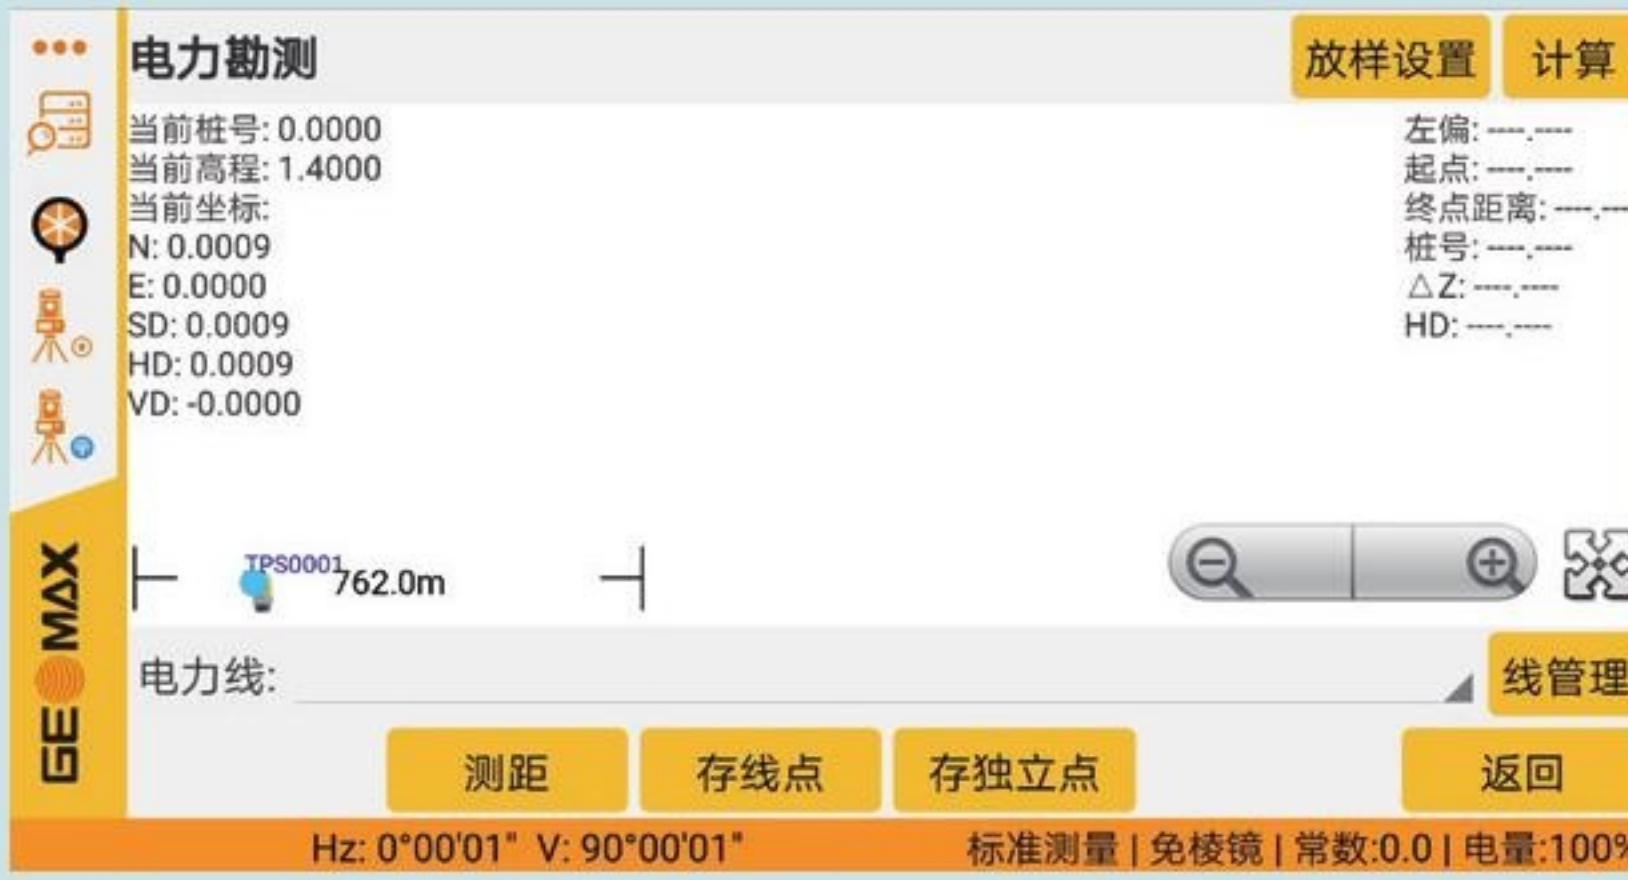 电力勘测
放样设置
计算
当前桩号: 0.0000
当前高程: 1.4000
当前坐标:
N: 0.0009
E: 0.0000
SD: 0.0009
HD: 0.0009
VD: -0.0000
左偏: ----.----
起点: ----.----
终点距离: ----.---
桩号: ----.----
△Z: ----.----
HD: ----.----
TPS0001
762.0m
GEOMAX
电力线:
线管理
测距
存线点
存独立点
返回
Hz: 0°00'01" V: 90°00'01"
标准测量 | 免棱镜 | 常数:0.0 | 电量:100%